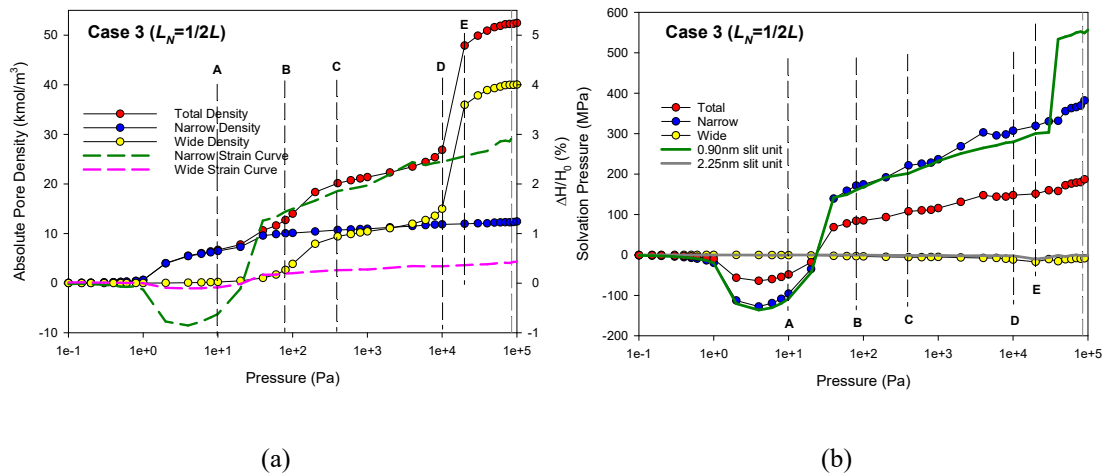 Case 3 (L_N=1/2L)
A
B
C
D
E
Total Density
Narrow Density
Wide Density
Narrow Strain Curve
Wide Strain Curve
Absolute Pore Density (kmol/m³)
50
40
30
20
10
0
-10
5
4
3
2
1
0
-1
ΔH/H₀ (%)
1e-1
1e+0
1e+1
1e+2
1e+3
1e+4
1e+5
Pressure (Pa)
(a)
Case 3 (L_N=1/2L)
Total
Narrow
Wide
0.90nm slit unit
2.25nm slit unit
A
B
C
D
E
Solvation Pressure (MPa)
600
500
400
300
200
100
0
-100
-200
1e-1
1e+0
1e+1
1e+2
1e+3
1e+4
1e+5
Pressure (Pa)
(b)